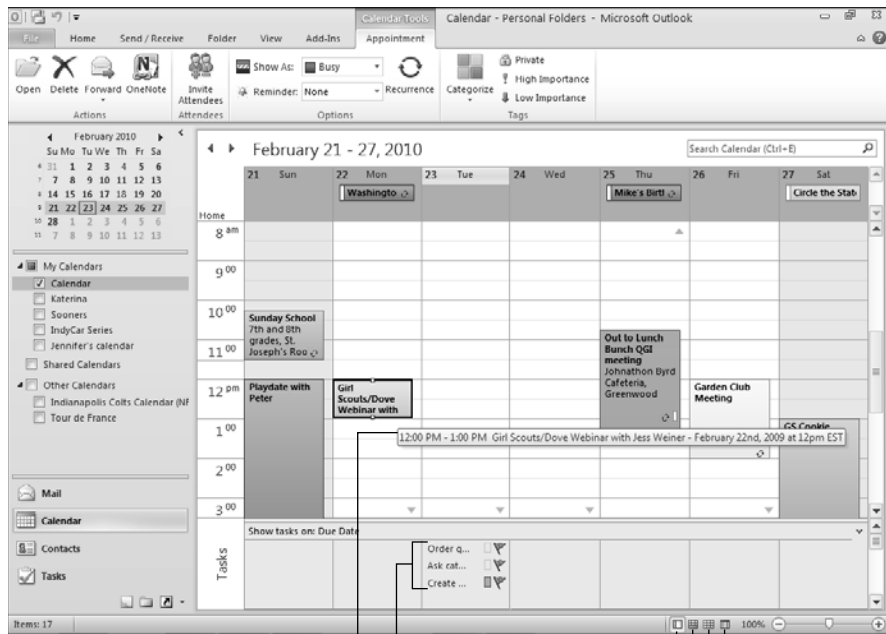 Calendar Tools
Calendar - Personal Folders - Microsoft Outlook
File Home Send / Receive Folder View Add-Ins Appointment
Open Delete Forward OneNote
Actions
Invite Attendees
Attendees
Show As: Busy
Reminder: None
Recurrence
Options
Categorize
Private
High Importance
Low Importance
Tags
February 2010
Su Mo Tu We Th Fr Sa
6 31 1 2 3 4 5 6
7 7 8 9 10 11 12 13
8 14 15 16 17 18 19 20
9 21 22 23 24 25 26 27
10 28 1 2 3 4 5 6
11 7 8 9 10 11 12 13
My Calendars
Calendar
Katerina
Sooners
IndyCar Series
Jennifer's calendar
Shared Calendars
Other Calendars
Indianapolis Colts Calendar (NF
Tour de France
Mail
Calendar
Contacts
Tasks
February 21 - 27, 2010
Search Calendar (Ctrl+E)
21 Sun 22 Mon 23 Tue 24 Wed 25 Thu 26 Fri 27 Sat
Washingto
Mike's Birtl
Circle the State
Home
8 am
9 00
10 00
Sunday School
7th and 8th
grades, St.
Joseph's Roo
11 00
Out to Lunch
Bunch QGI
meeting
Johnathon Byrd
Cafeteria,
Greenwood
12 pm
Playdate with
Peter
Girl
Scouts/Dove
Webinar with
Garden Club
Meeting
1 00
GS Cookie
12:00 PM - 1:00 PM Girl Scouts/Dove Webinar with Jess Weiner - February 22nd, 2009 at 12pm EST
2 00
3 00
Show tasks on: Due Date
Tasks
Order q...
Ask cat...
Create ...
Items: 17
100%